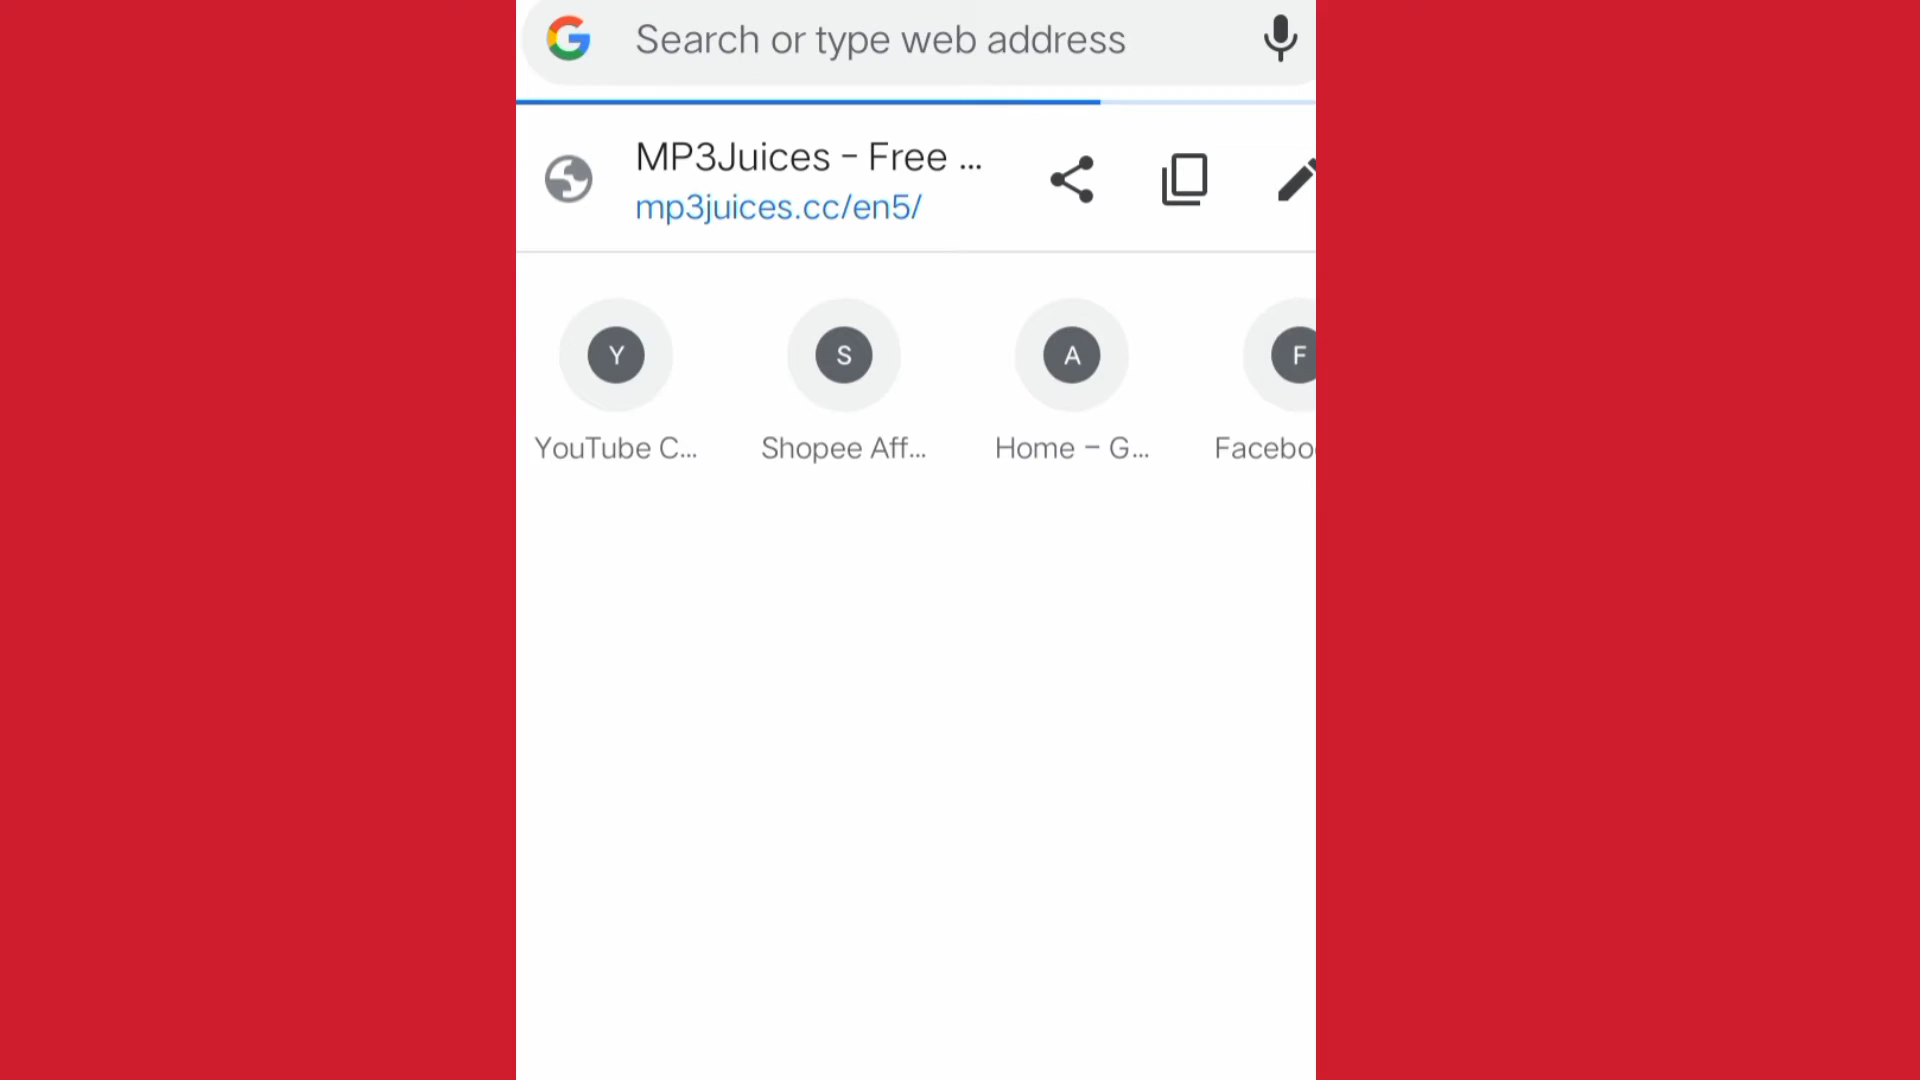 G Search or type web address
MP3Juices - Free ...
mp3juices.cc/en5/
Y S A F
YouTube C... Shopee Aff... Home - G... Facebo